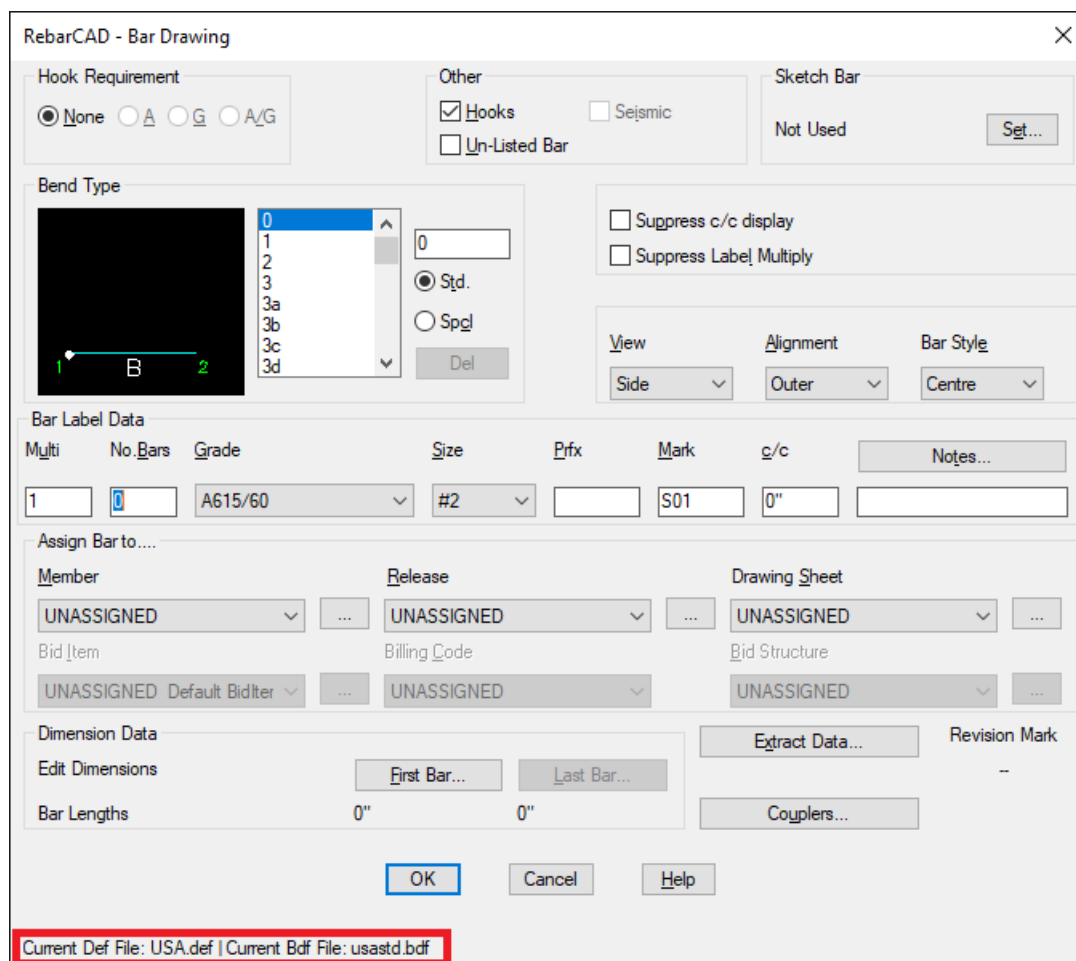 RebarCAD - Bar Drawing
Hook Requirement
None A G A/G
Other
Hooks Seismic
Un-Listed Bar
Sketch Bar
Not Used Set...
Bend Type
1 B 2
0
1
2
3
3a
3b
3c
3d
0
Std.
Spcl
Del
Suppress c/c display
Suppress Label Multiply
View Alignment Bar Style
Side Outer Centre
Bar Label Data
Multi No.Bars Grade Size Prfx Mark c/c Notes...
1 0 A615/60 #2 S01 0"
Assign Bar to....
Member Release Drawing Sheet
UNASSIGNED ... UNASSIGNED ... UNASSIGNED ...
Bid Item Billing Code Bid Structure
UNASSIGNED Default BidIter ... UNASSIGNED UNASSIGNED ...
Dimension Data
Edit Dimensions First Bar... Last Bar...
Bar Lengths 0" 0"
Extract Data... Revision Mark
--
Couplers...
OK Cancel Help
Current Def File: USA.def | Current Bdf File: usastd.bdf